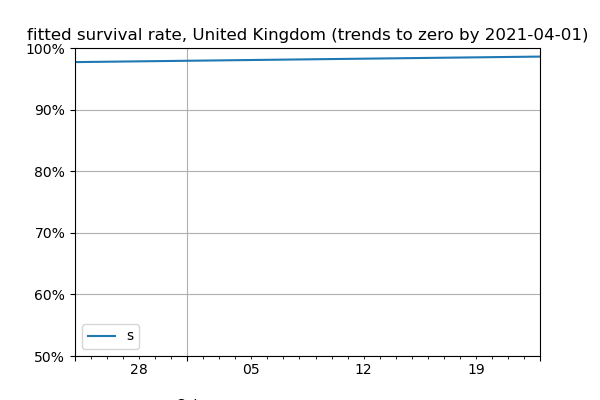 fitted survival rate, United Kingdom (trends to zero by 2021-04-01)
100%
90%
80%
70%
60%
50%
s
28 05 12 19